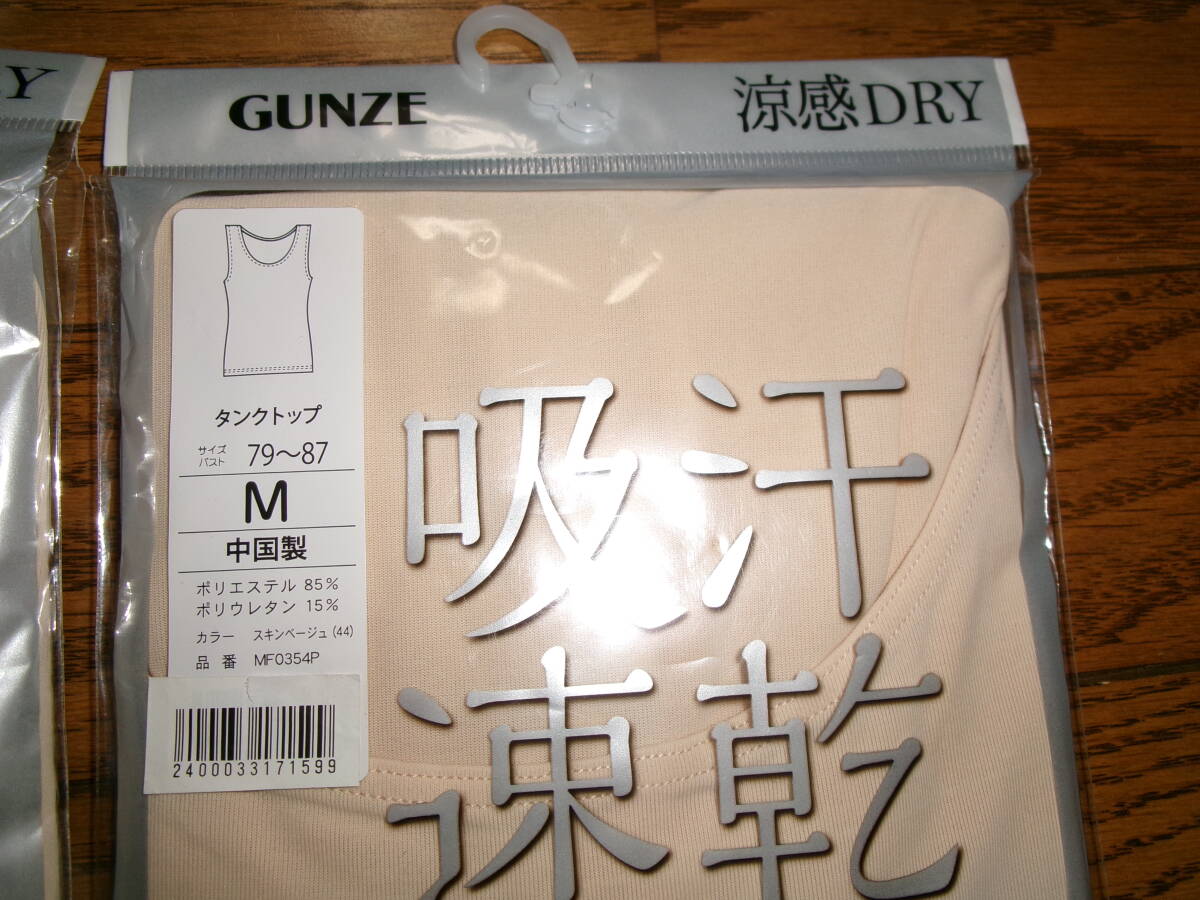 RY
GUNZE
涼感DRY
タンクトップ
サイズ
バスト 79～87
M
中国製
ポリエステル 85%
ポリウレタン 15%
カラー スキンベージュ(44)
品番 MF0354P
2400033171599
吸汗
速乾